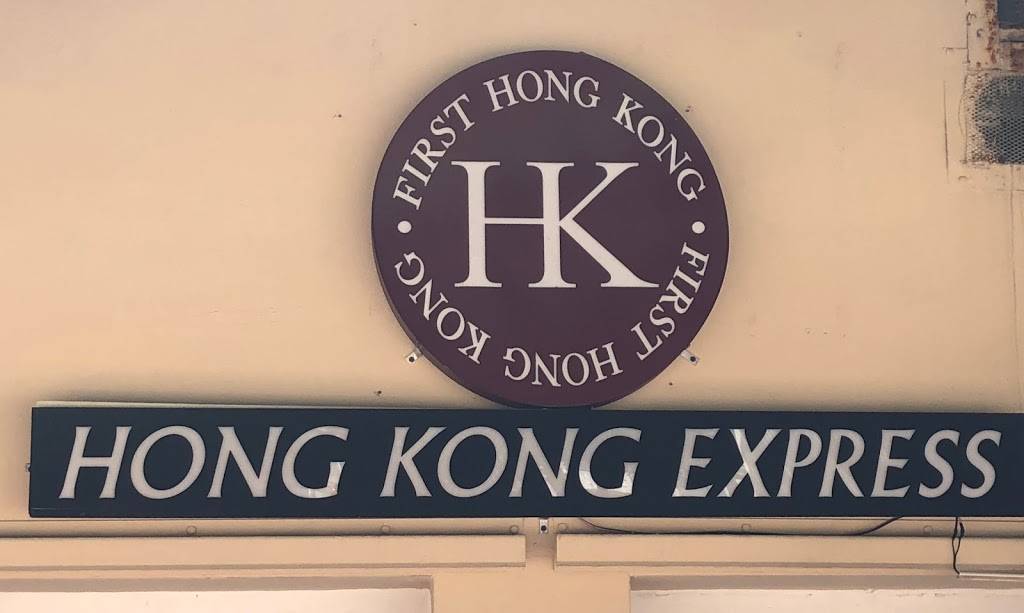 FIRST HONG KONG • FIRST HONG KONG •
HK
HONG KONG EXPRESS